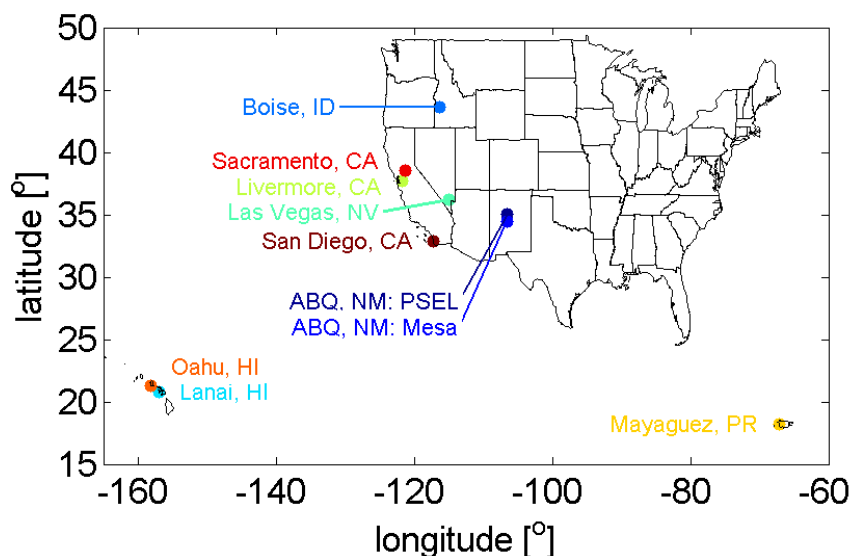 50
45
40
35
30
25
20
15
latitude [o]
Boise, ID
Sacramento, CA
Livermore, CA
Las Vegas, NV
San Diego, CA
ABQ, NM: PSEL
ABQ, NM: Mesa
Oahu, HI
Lanai, HI
Mayaguez, PR
-160 -140 -120 -100 -80 -60
longitude [o]